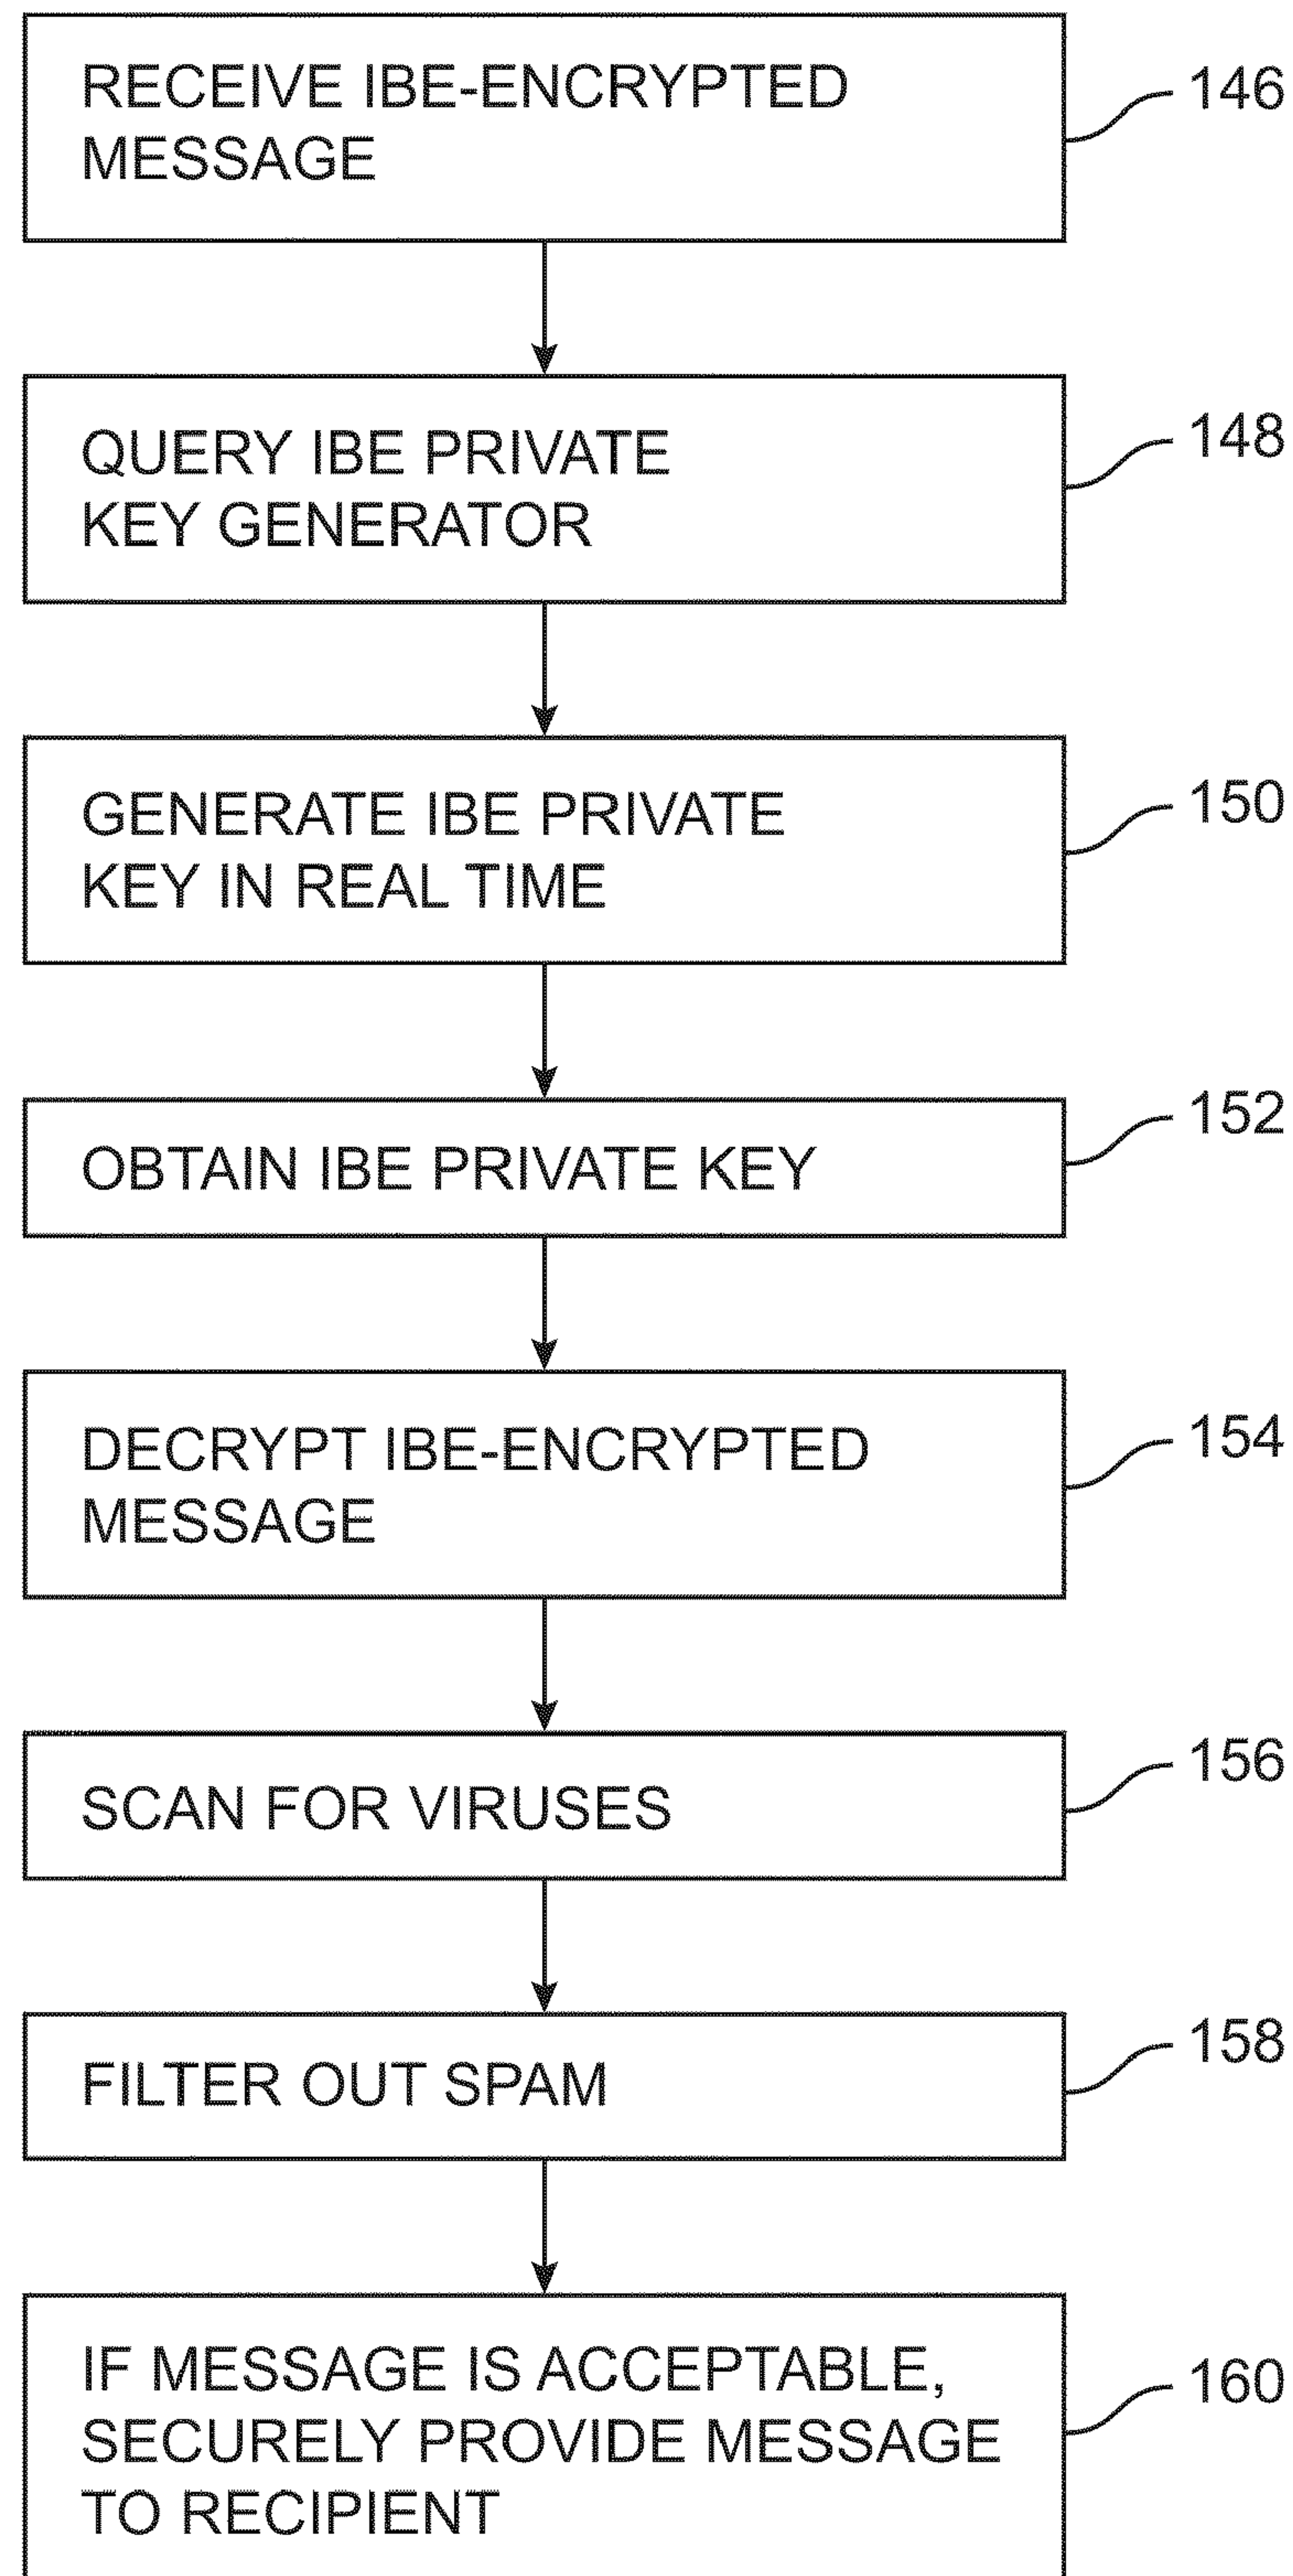 RECEIVE IBE-ENCRYPTED
MESSAGE
146
QUERY IBE PRIVATE
KEY GENERATOR
148
GENERATE IBE PRIVATE
KEY IN REAL TIME
150
OBTAIN IBE PRIVATE KEY
152
DECRYPT IBE-ENCRYPTED
MESSAGE
154
SCAN FOR VIRUSES
156
FILTER OUT SPAM
158
IF MESSAGE IS ACCEPTABLE,
SECURELY PROVIDE MESSAGE
TO RECIPIENT
160